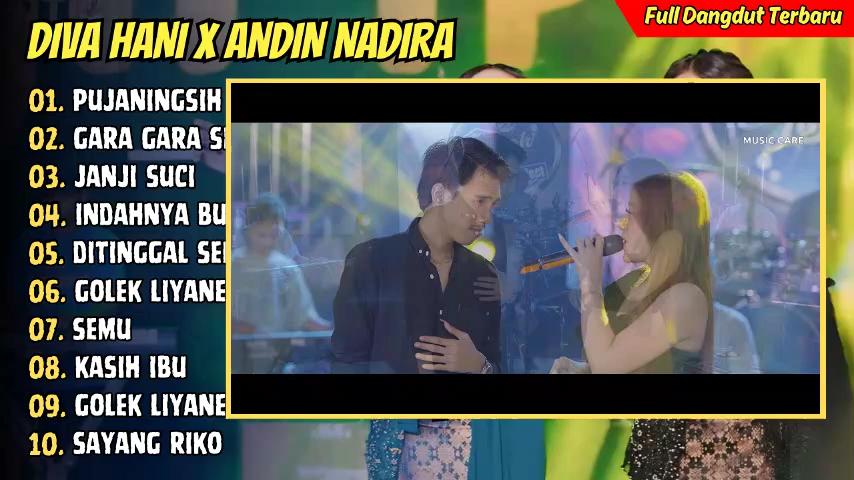 Full Dangdut Terbaru
DIVA HANI X ANDIN NADIRA
01. PUJANINGSIH
02. GARA GARA
03. JANJI SUCI
04. INDAHNYA
05. DITINGGAL
06. GOLEK LIYANE
07. SEMU
08. KASIH IBU
09. GOLEK LIYANE
10. SAYANG RIKO
MUSIC CARE